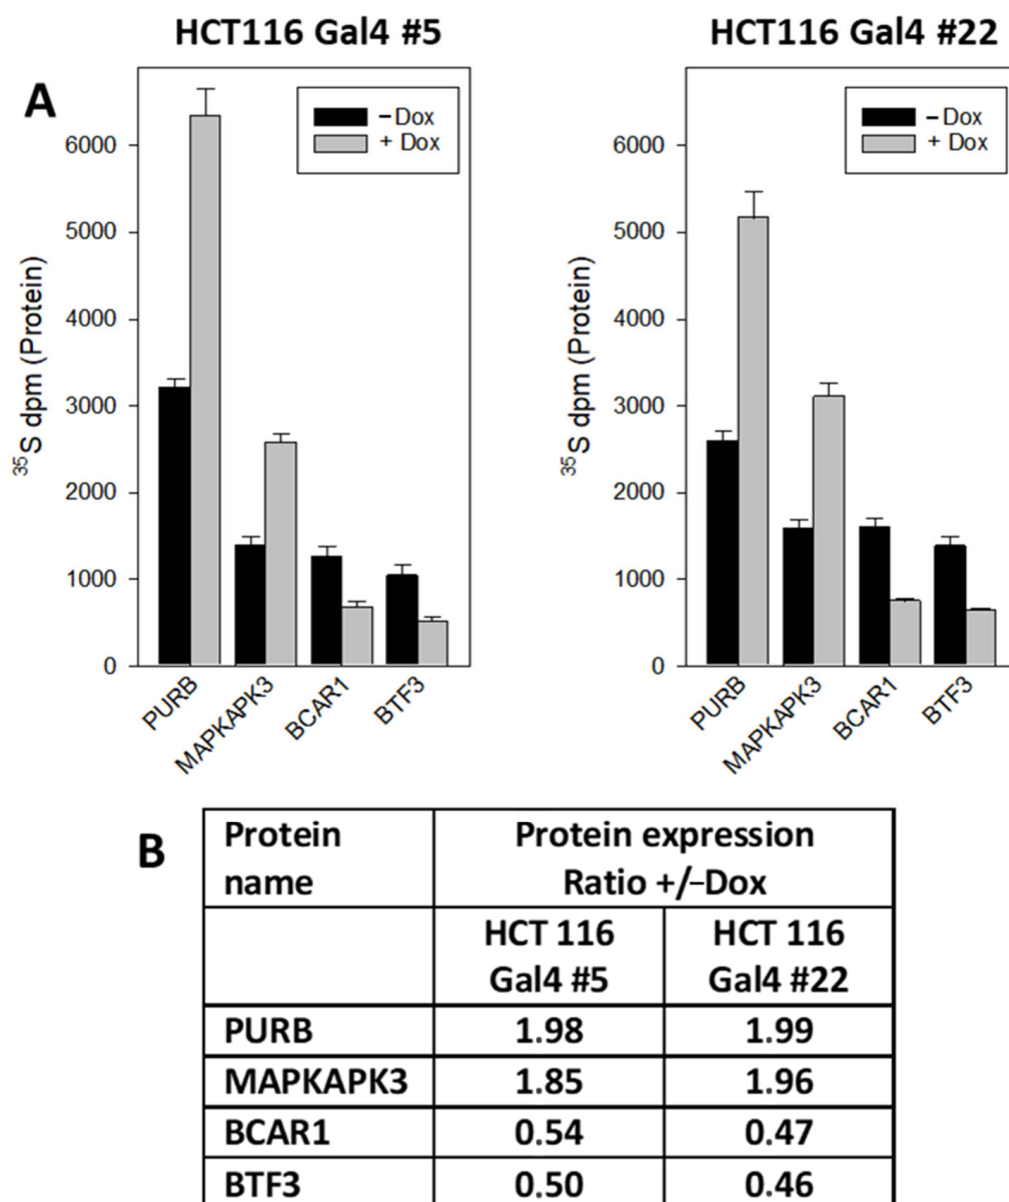 HCT116 Gal4 #5
HCT116 Gal4 #22
A
– Dox
+ Dox
6000
5000
4000
3000
2000
1000
0
³⁵S dpm (Protein)
PURB
MAPKAPK3
BCAR1
BTF3
– Dox
+ Dox
6000
5000
4000
3000
2000
1000
0
³⁵S dpm (Protein)
PURB
MAPKAPK3
BCAR1
BTF3
B
Protein name
Protein expression
Ratio +/–Dox
HCT 116
Gal4 #5
HCT 116
Gal4 #22
PURB 1.98 1.99
MAPKAPK3 1.85 1.96
BCAR1 0.54 0.47
BTF3 0.50 0.46